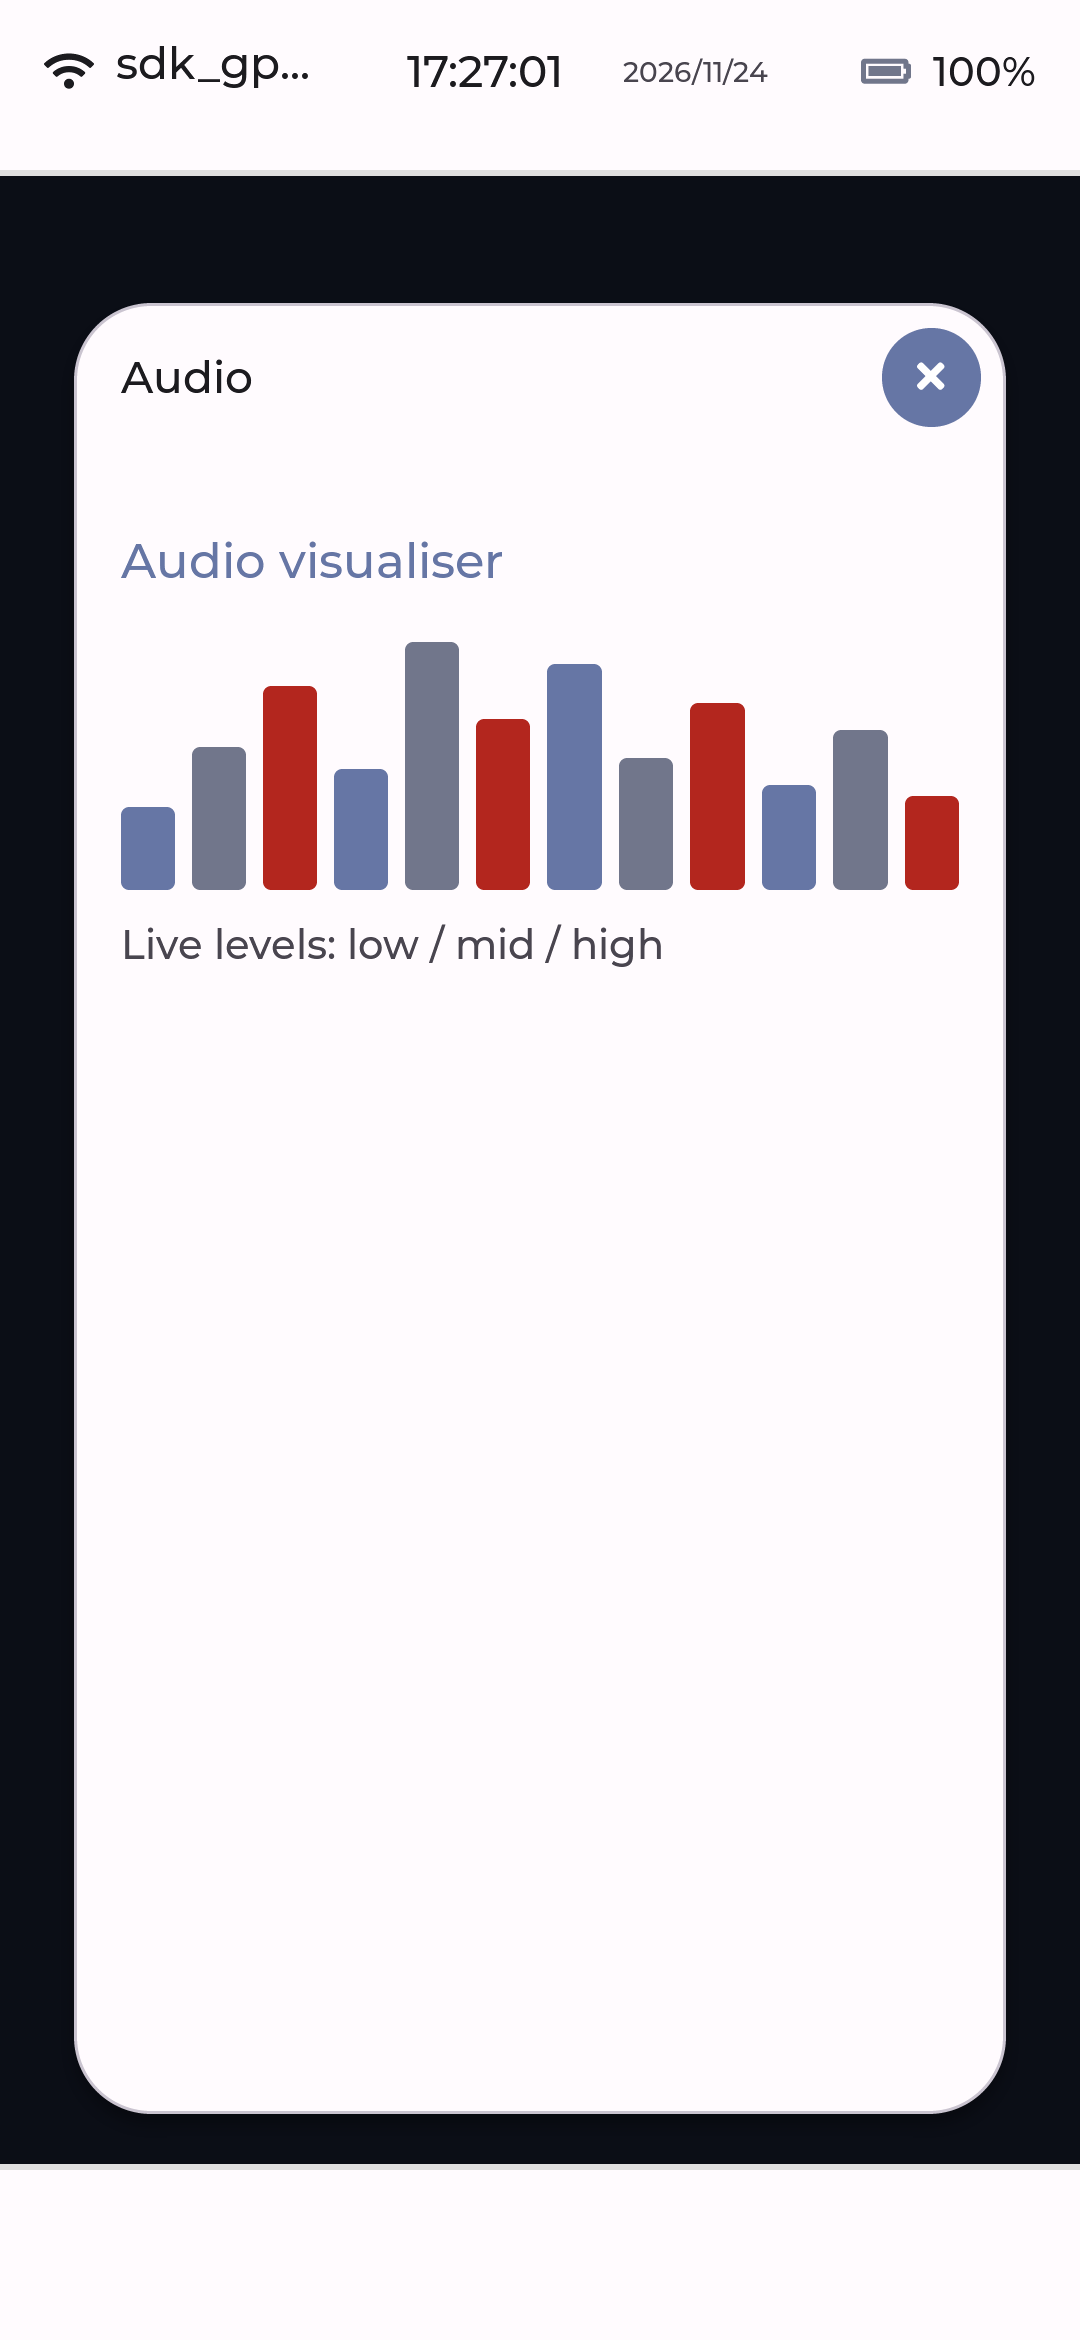 sdk_gp... 17:27:01 2026/11/24 100%
Audio
Audio visualiser
Live levels: low / mid / high